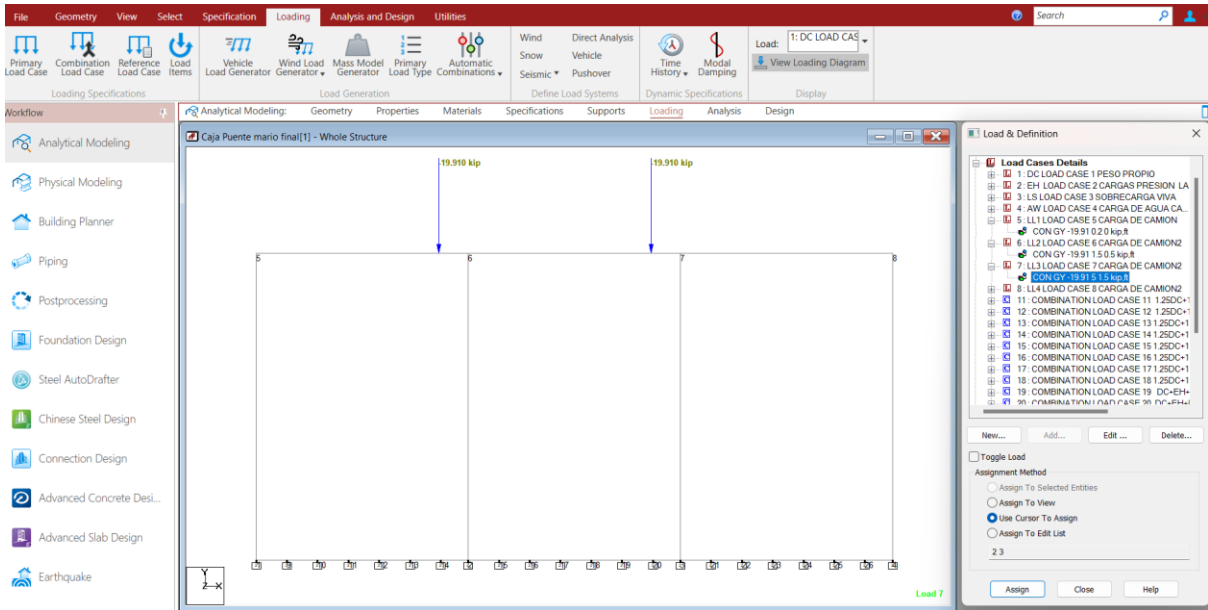 File Geometry View Select Specification Loading Analysis and Design Utilities Search
Wind Direct Analysis Load: 1: DC LOAD CAS
Snow Vehicle View Loading Diagram
Seismic Pushover
Primary Load Case Combination Load Case Reference Load Case Load Items Vehicle Load Generator Wind Load Generator Mass Model Generator Primary Load Type Automatic Combinations Time History Modal Damping
Loading Specifications Load Generation Define Load Systems Dynamic Specifications Display
Workflow
Analytical Modeling: Geometry Properties Materials Specifications Supports Loading Analysis Design
Analytical Modeling
Physical Modeling
Building Planner
Piping
Postprocessing
Foundation Design
Steel AutoDrafter
Chinese Steel Design
Connection Design
Advanced Concrete Desi...
Advanced Slab Design
Earthquake
Caja Puente mario final[1] - Whole Structure
19.910 kip 19.910 kip
5 6 7 8
Y
Z X
Load 7
Load & Definition
Load Cases Details
1 : DC LOAD CASE 1 PESO PROPIO
2 : EH LOAD CASE 2 CARGAS PRESION LA
3 : LS LOAD CASE 3 SOBRECARGA VIVA
4 : AW LOAD CASE 4 CARGA DE AGUA CA...
5 : LL1 LOAD CASE 5 CARGA DE CAMION
CON GY -19.91 0.2 0 kip,ft
6 : LL2 LOAD CASE 6 CARGA DE CAMION2
CON GY -19.91 1.5 0.5 kip,ft
7 : LL3 LOAD CASE 7 CARGA DE CAMION2
CON GY -19.91 5 1.5 kip,ft
8 : LL4 LOAD CASE 8 CARGA DE CAMION2
11 : COMBINATION LOAD CASE 11 1.25DC+1
12 : COMBINATION LOAD CASE 12 1.25DC+1
13 : COMBINATION LOAD CASE 13 1.25DC+1
14 : COMBINATION LOAD CASE 14 1.25DC+1
15 : COMBINATION LOAD CASE 15 1.25DC+1
16 : COMBINATION LOAD CASE 16 1.25DC+1
17 : COMBINATION LOAD CASE 17 1.25DC+1
18 : COMBINATION LOAD CASE 18 1.25DC+1
19 : COMBINATION LOAD CASE 19 DC+EH+
20 : COMBINATION LOAD CASE 20 DC+EH+
New... Add... Edit ... Delete...
Toggle Load
Assignment Method
Assign To Selected Entities
Assign To View
Use Cursor To Assign
Assign To Edit List
2 3
Assign Close Help